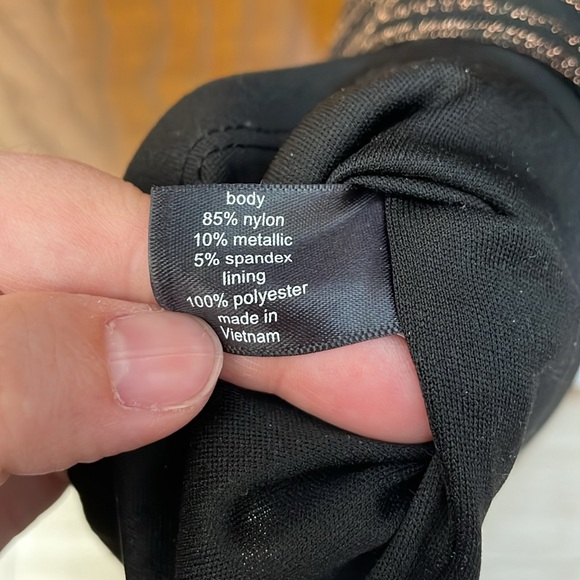 body
85% nylon
10% metallic
5% spandex
lining
100% polyester
made in
Vietnam